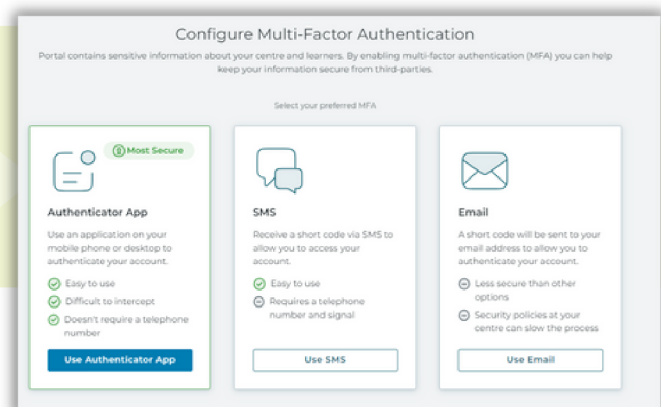 Configure Multi-Factor Authentication
Portal contains sensitive information about your centre and learners. By enabling multi-factor authentication (MFA) you can help
keep your information secure from third-parties.
Select your preferred MFA
Most Secure
Authenticator App
Use an application on your
mobile phone or desktop to
authenticate your account.
Easy to use
Difficult to intercept
Doesn't require a telephone
number
Use Authenticator App
SMS
Receive a short code via SMS to
allow you to access your
account.
Easy to use
Requires a telephone
number and signal
Use SMS
Email
A short code will be sent to your
email address to allow you to
authenticate your account.
Less secure than other
options
Security policies at your
centre can slow the process
Use Email